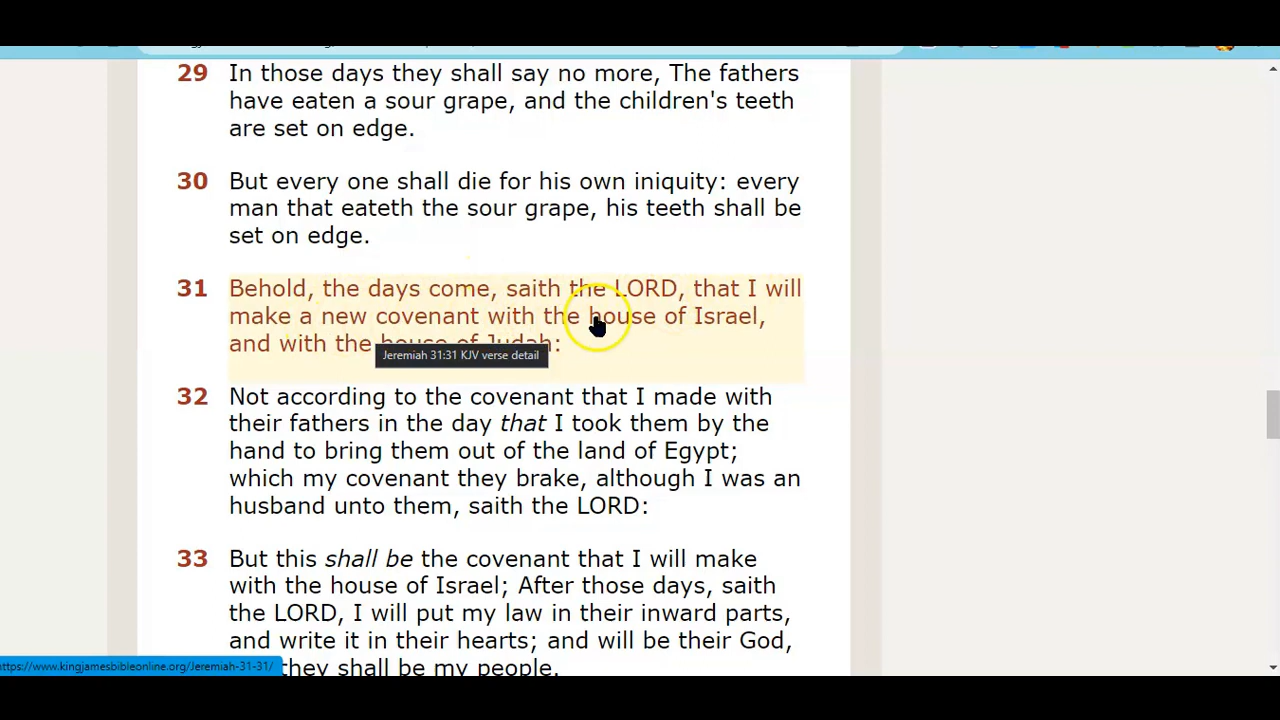 29 In those days they shall say no more, The fathers
have eaten a sour grape, and the children's teeth
are set on edge.
30 But every one shall die for his own iniquity: every
man that eateth the sour grape, his teeth shall be
set on edge.
31 Behold, the days come, saith the LORD, that I will
make a new covenant with the house of Israel,
and with the house of Judah:
Jeremiah 31:31 KJV verse detail
32 Not according to the covenant that I made with
their fathers in the day that I took them by the
hand to bring them out of the land of Egypt;
which my covenant they brake, although I was an
husband unto them, saith the LORD:
33 But this shall be the covenant that I will make
with the house of Israel; After those days, saith
the LORD, I will put my law in their inward parts,
and write it in their hearts; and will be their God,
they shall be my people.
https://www.kingjamesbibleonline.org/Jeremiah-31-31/